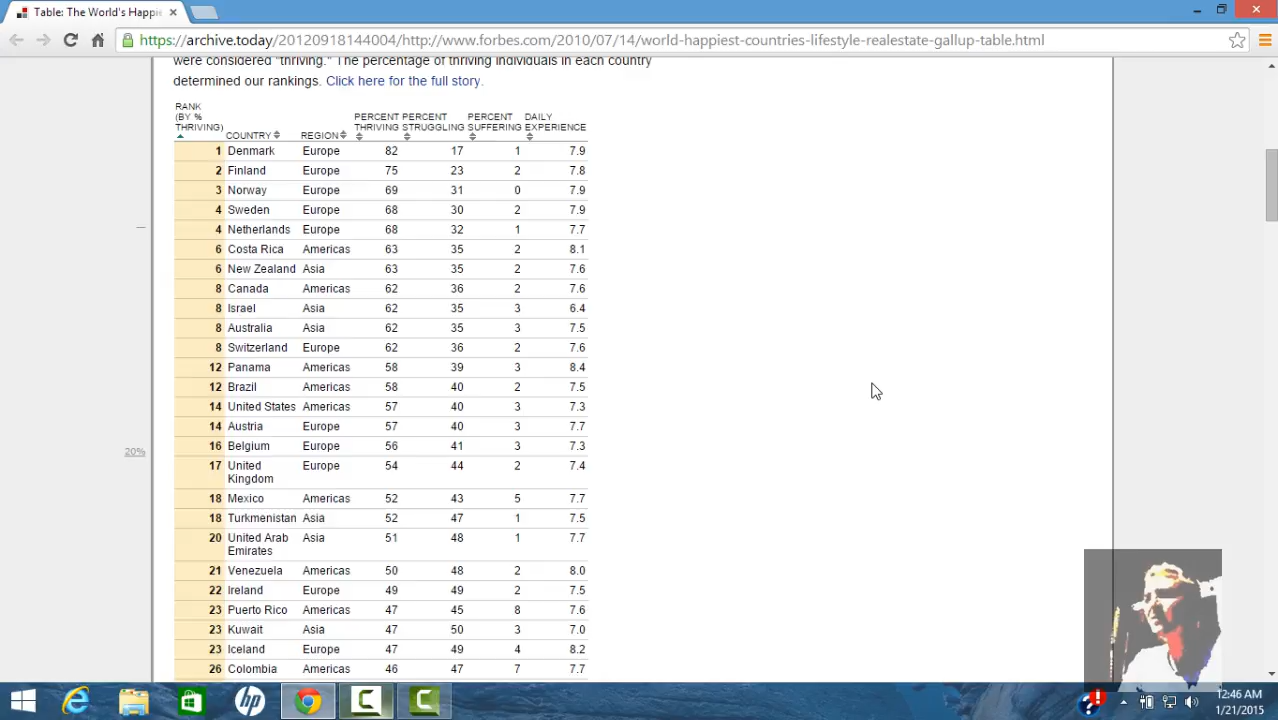 Table: The World's Happie
https://archive.today/20120918144004/http://www.forbes.com/2010/07/14/world-happiest-countries-lifestyle-realestate-gallup-table.html
were considered "thriving." The percentage of thriving individuals in each country
determined our rankings. Click here for the full story.
RANK
(BY % PERCENT PERCENT PERCENT DAILY
THRIVING) COUNTRY REGION THRIVING STRUGGLING SUFFERING EXPERIENCE
1 Denmark Europe 82 17 1 7.9
2 Finland Europe 75 23 2 7.8
3 Norway Europe 69 31 0 7.9
4 Sweden Europe 68 30 2 7.9
4 Netherlands Europe 68 32 1 7.7
6 Costa Rica Americas 63 35 2 8.1
6 New Zealand Asia 63 35 2 7.6
8 Canada Americas 62 36 2 7.6
8 Israel Asia 62 35 3 6.4
8 Australia Asia 62 35 3 7.5
8 Switzerland Europe 62 36 2 7.6
12 Panama Americas 58 39 3 8.4
12 Brazil Americas 58 40 2 7.5
14 United States Americas 57 40 3 7.3
14 Austria Europe 57 40 3 7.7
20%
16 Belgium Europe 56 41 3 7.3
17 United Europe 54 44 2 7.4
Kingdom
18 Mexico Americas 52 43 5 7.7
18 Turkmenistan Asia 52 47 1 7.5
20 United Arab Asia 51 48 1 7.7
Emirates
21 Venezuela Americas 50 48 2 8.0
22 Ireland Europe 49 49 2 7.5
23 Puerto Rico Americas 47 45 8 7.6
23 Kuwait Asia 47 50 3 7.0
23 Iceland Europe 47 49 4 8.2
26 Colombia Americas 46 47 7 7.7
hp
12:46 AM
1/21/2015